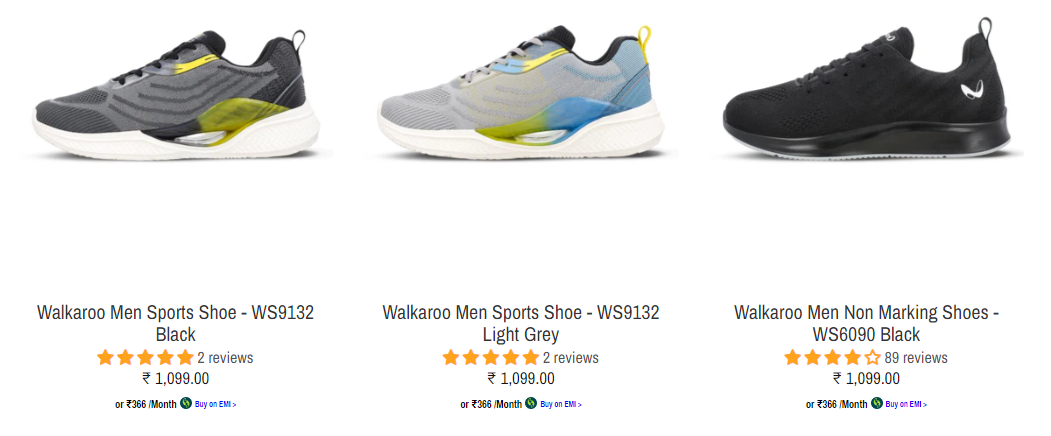 Walkaroo Men Sports Shoe - WS9132
Black
2 reviews
₹ 1,099.00
or ₹366 /Month Buy on EMI >
Walkaroo Men Sports Shoe - WS9132
Light Grey
2 reviews
₹ 1,099.00
or ₹366 /Month Buy on EMI >
Walkaroo Men Non Marking Shoes -
WS6090 Black
89 reviews
₹ 1,099.00
or ₹366 /Month Buy on EMI >